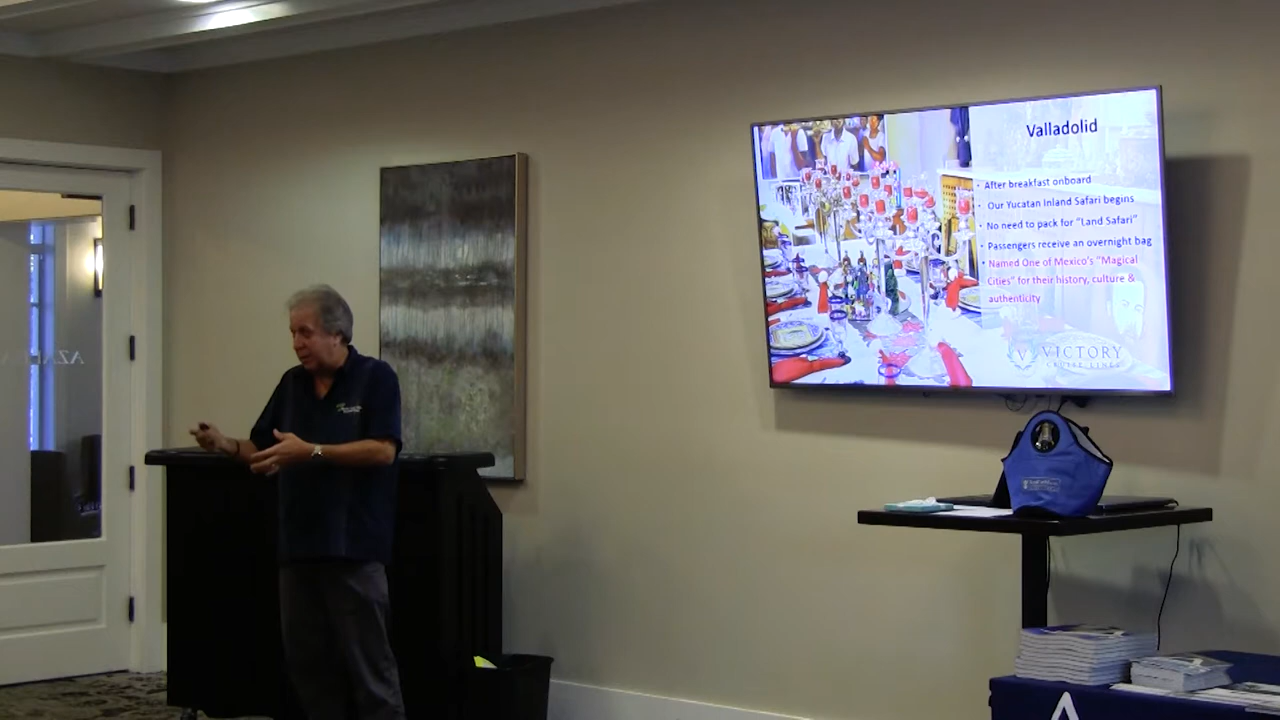 Valladolid
• After breakfast onboard
• Our Yucatan Inland Safari begins
• No need to pack for “Land Safari”
• Passengers receive an overnight bag
• Named One of Mexico’s “Magical
Cities” for their history, culture &
authenticity
V
VICTORY
CRUISE LINES